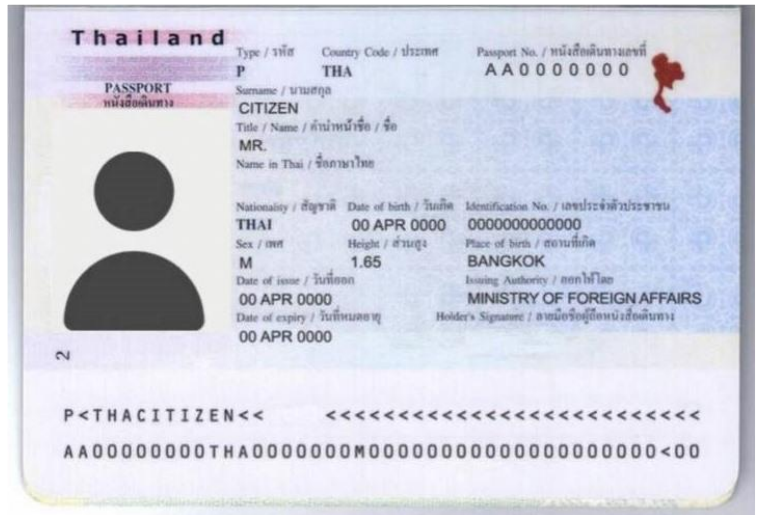 Thailand
PASSPORT
หนังสือเดินทาง
Type / รหัส Country Code / ประเทศ Passport No. / หนังสือเดินทางเลขที่
P THA AA0000000
Surname / นามสกุล
CITIZEN
Title / Name / คำนำหน้าชื่อ / ชื่อ
MR.
Name in Thai / ชื่อภาษาไทย
Nationality / สัญชาติ Date of birth / วันเกิด Identification No. / เลขประจำตัวประชาชน
THAI 00 APR 0000 0000000000000
Sex / เพศ Height / ส่วนสูง Place of birth / สถานที่เกิด
M 1.65 BANGKOK
Date of issue / วันที่ออก Issuing Authority / ออกให้โดย
00 APR 0000 MINISTRY OF FOREIGN AFFAIRS
Date of expiry / วันที่หมดอายุ Holder's Signature / ลายมือชื่อผู้ถือหนังสือเดินทาง
00 APR 0000
2
P<THACITIZEN<< <<<<<<<<<<<<<<<<<<<<<<<<<<
AA00000000THA0000000M00000000000000000000000<00